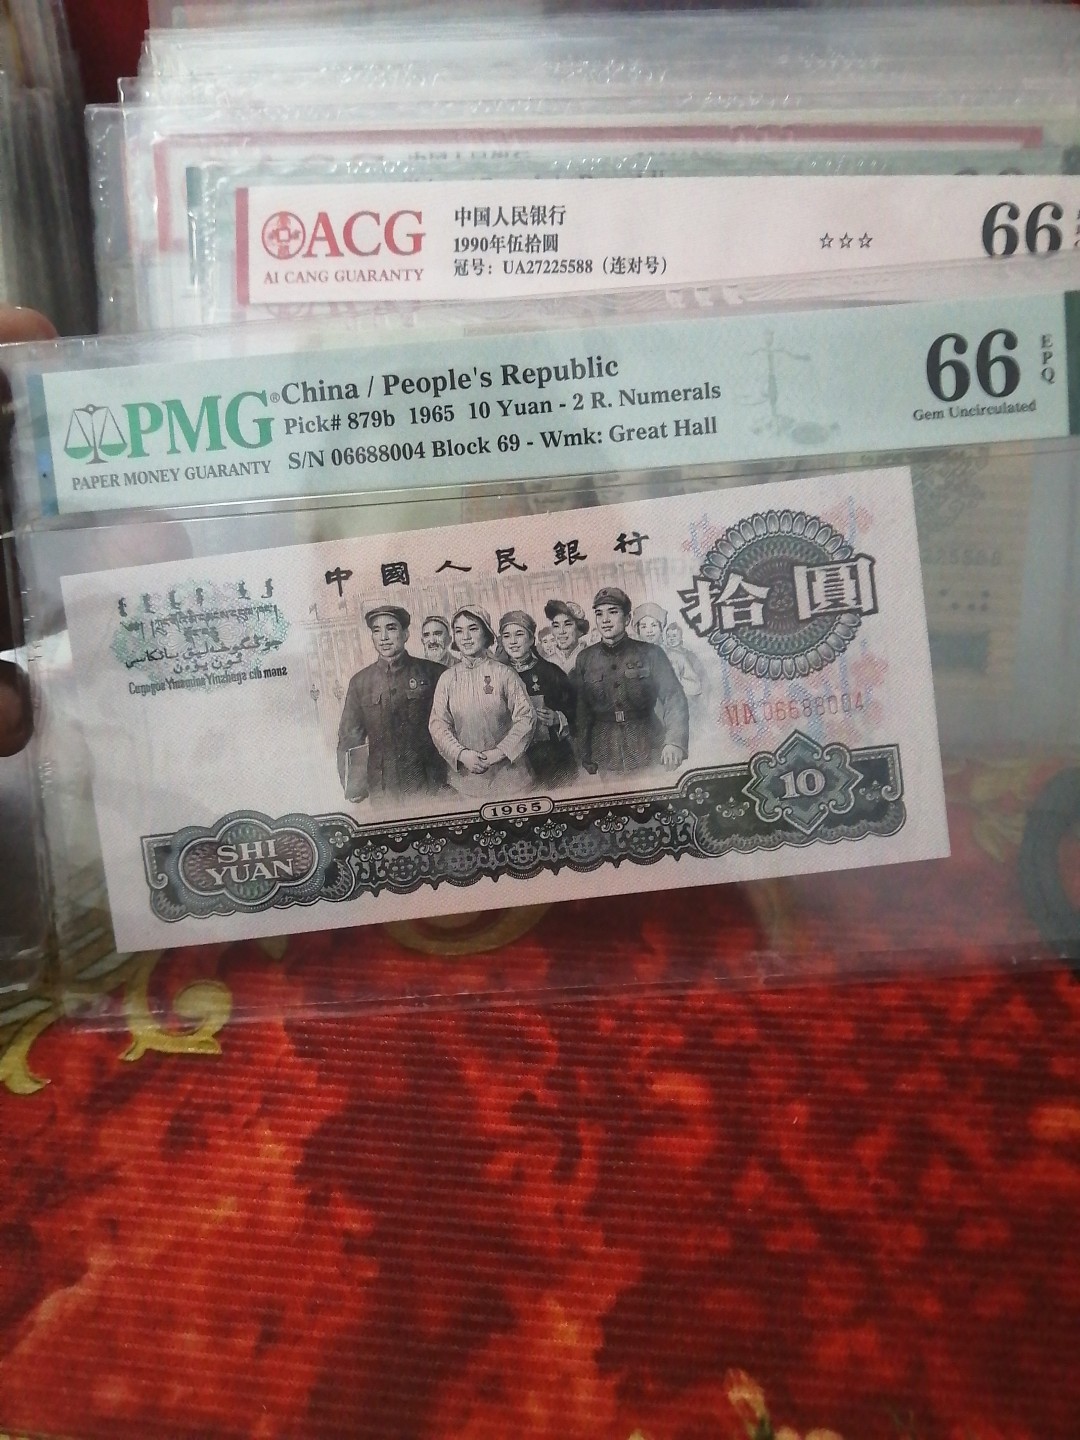 ACG
AI CANG GUARANTY
中国人民银行
1990年伍拾圆
冠号：UA27225588（连对号）
☆☆☆
66
PMG®
PAPER MONEY GUARANTY
China / People's Republic
Pick# 879b 1965 10 Yuan - 2 R. Numerals
S/N 06688004 Block 69 - Wmk: Great Hall
66
EPQ
Gem Uncirculated
中國人民銀行
拾圓
VI IX 06688004
1965
10
SHI
YUAN